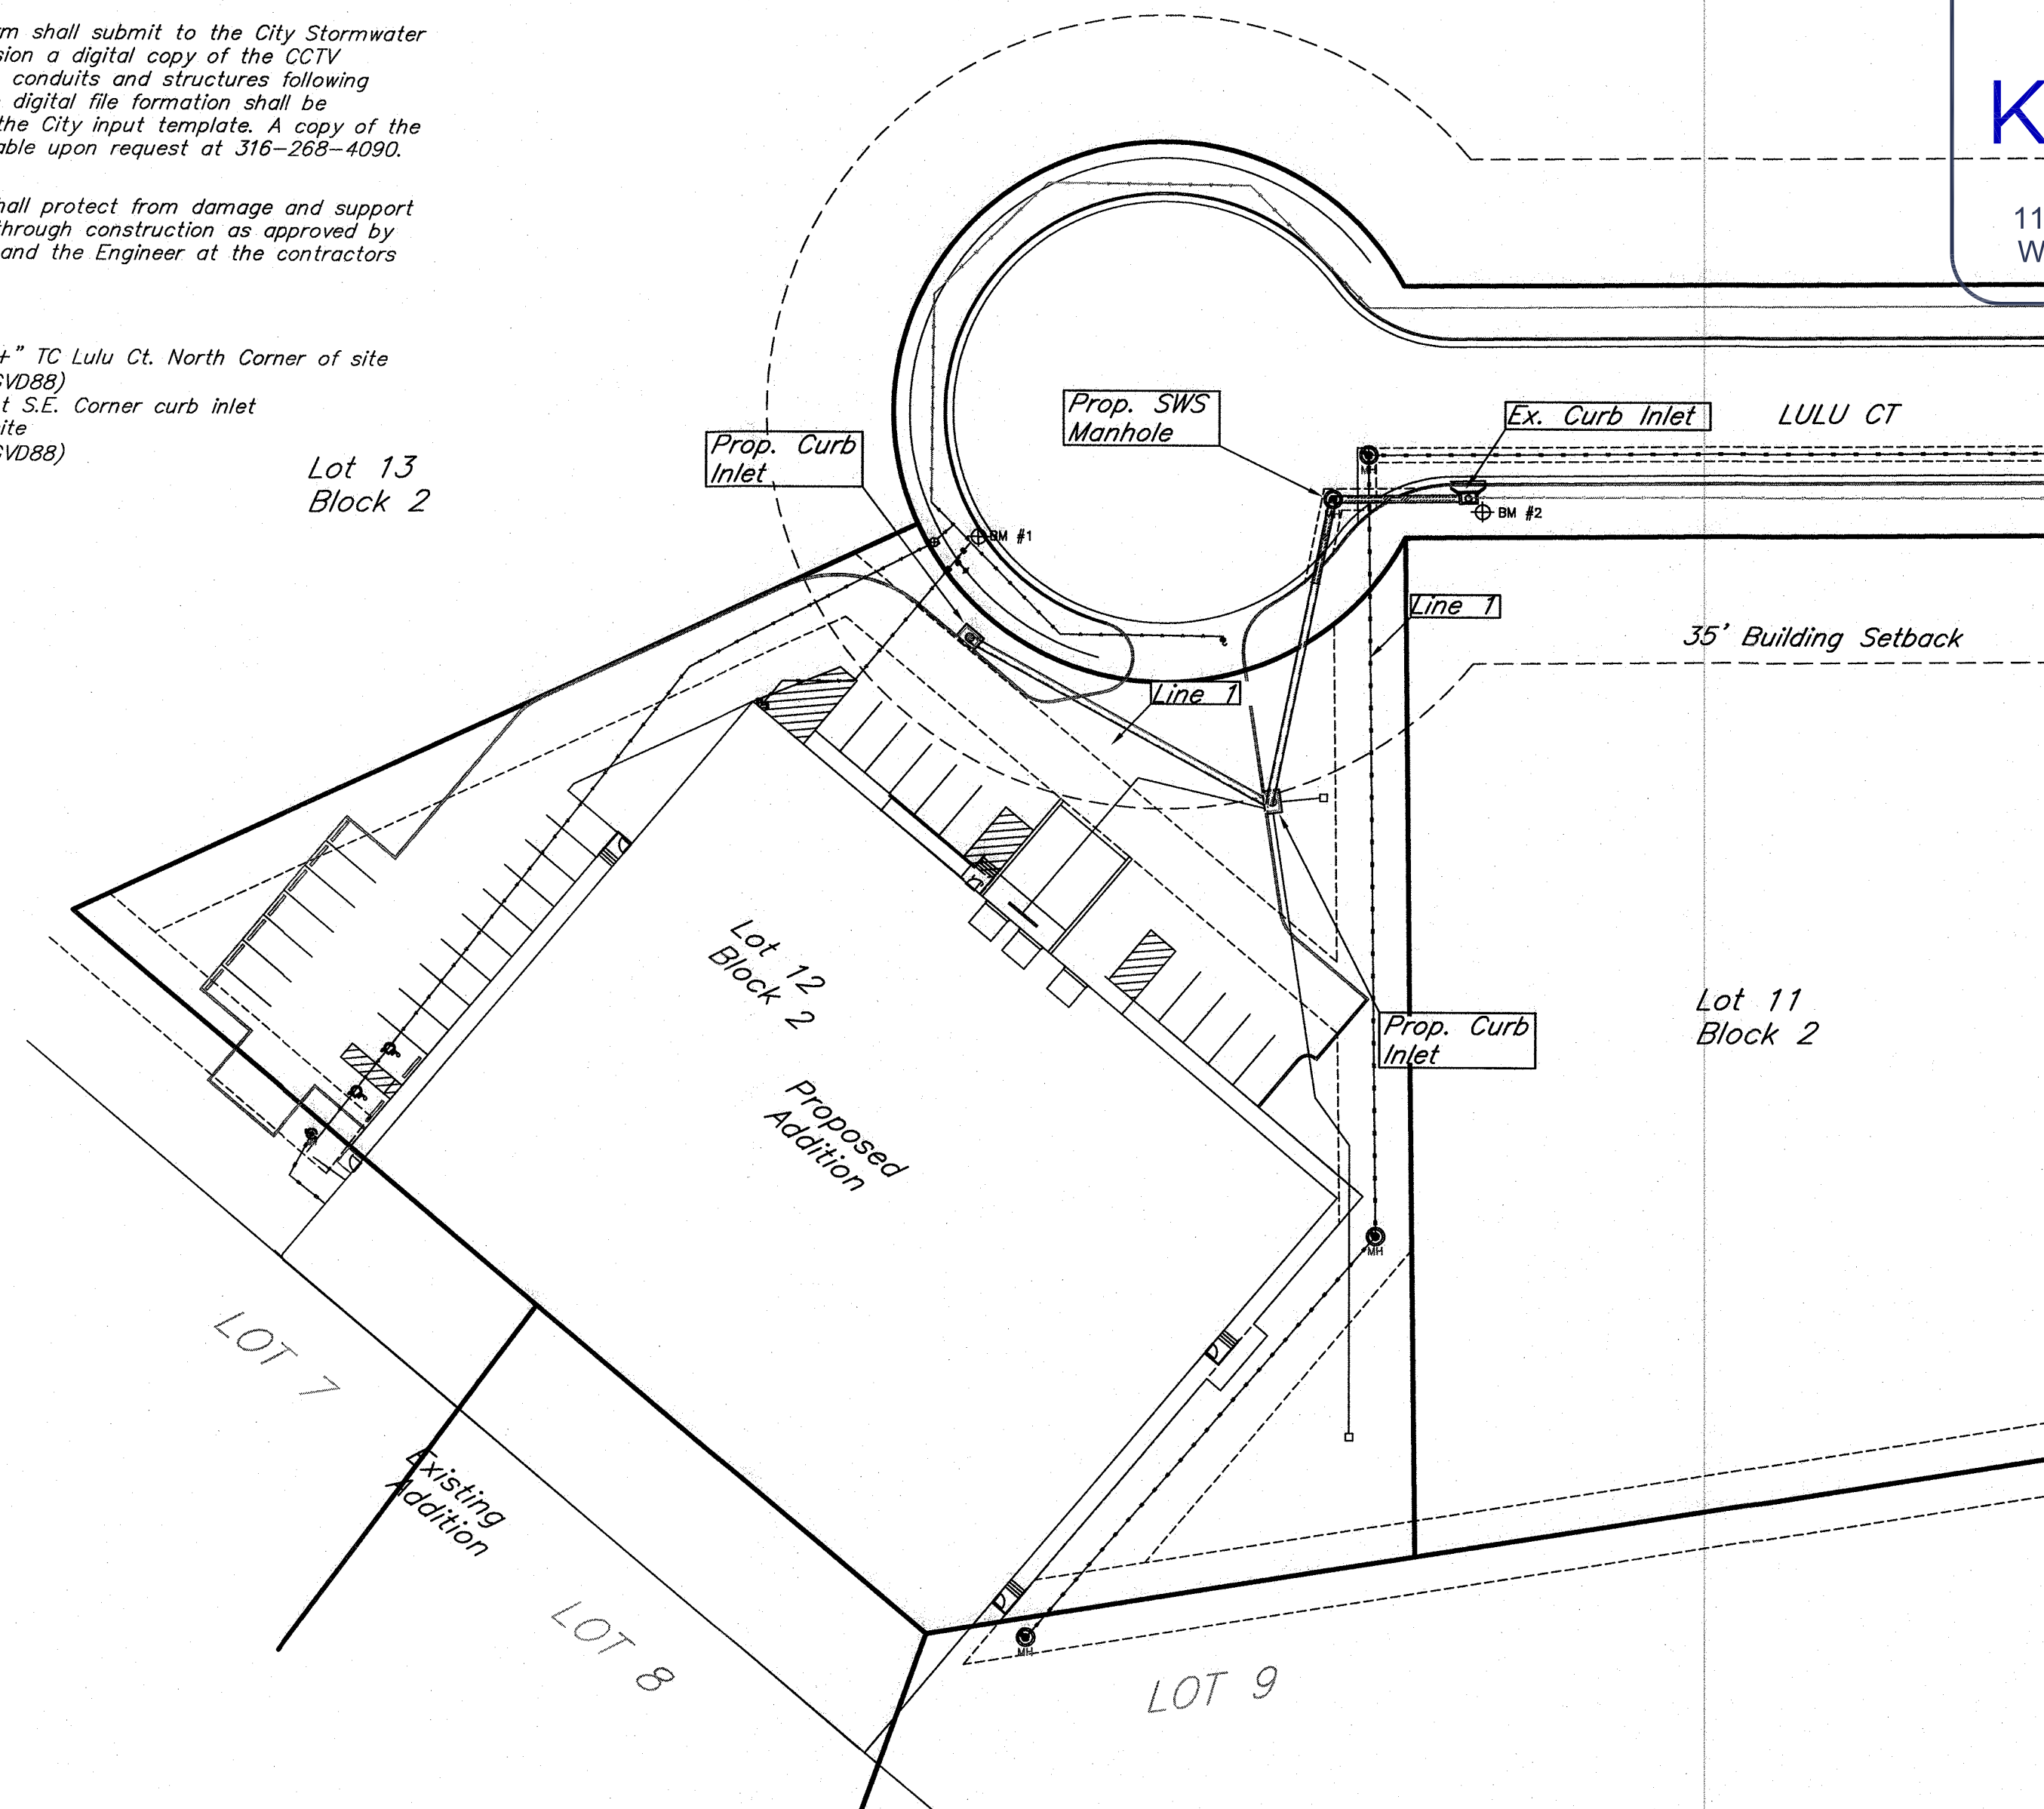 rm shall submit to the City Stormwater
sion a digital copy of the CCTV
conduits and structures following
digital file formation shall be
the City input template. A copy of the
able upon request at 316-268-4090.
hall protect from damage and support
through construction as approved by
and the Engineer at the contractors
+" TC Lulu Ct. North Corner of site
GVD88)
t S.E. Corner curb inlet
ite
GVD88)
K
11
W
Lot 13
Block 2
Prop. Curb
Inlet
Prop. SWS
Manhole
Ex. Curb Inlet
LULU CT
MH
BM #2
BM #1
Line 1
35' Building Setback
Line 1
Lot 12
Block 2
Lot 11
Block 2
Prop. Curb
Inlet
Proposed
Addition
MH
LOT 7
Existing
Addition
LOT 8
MH
LOT 9